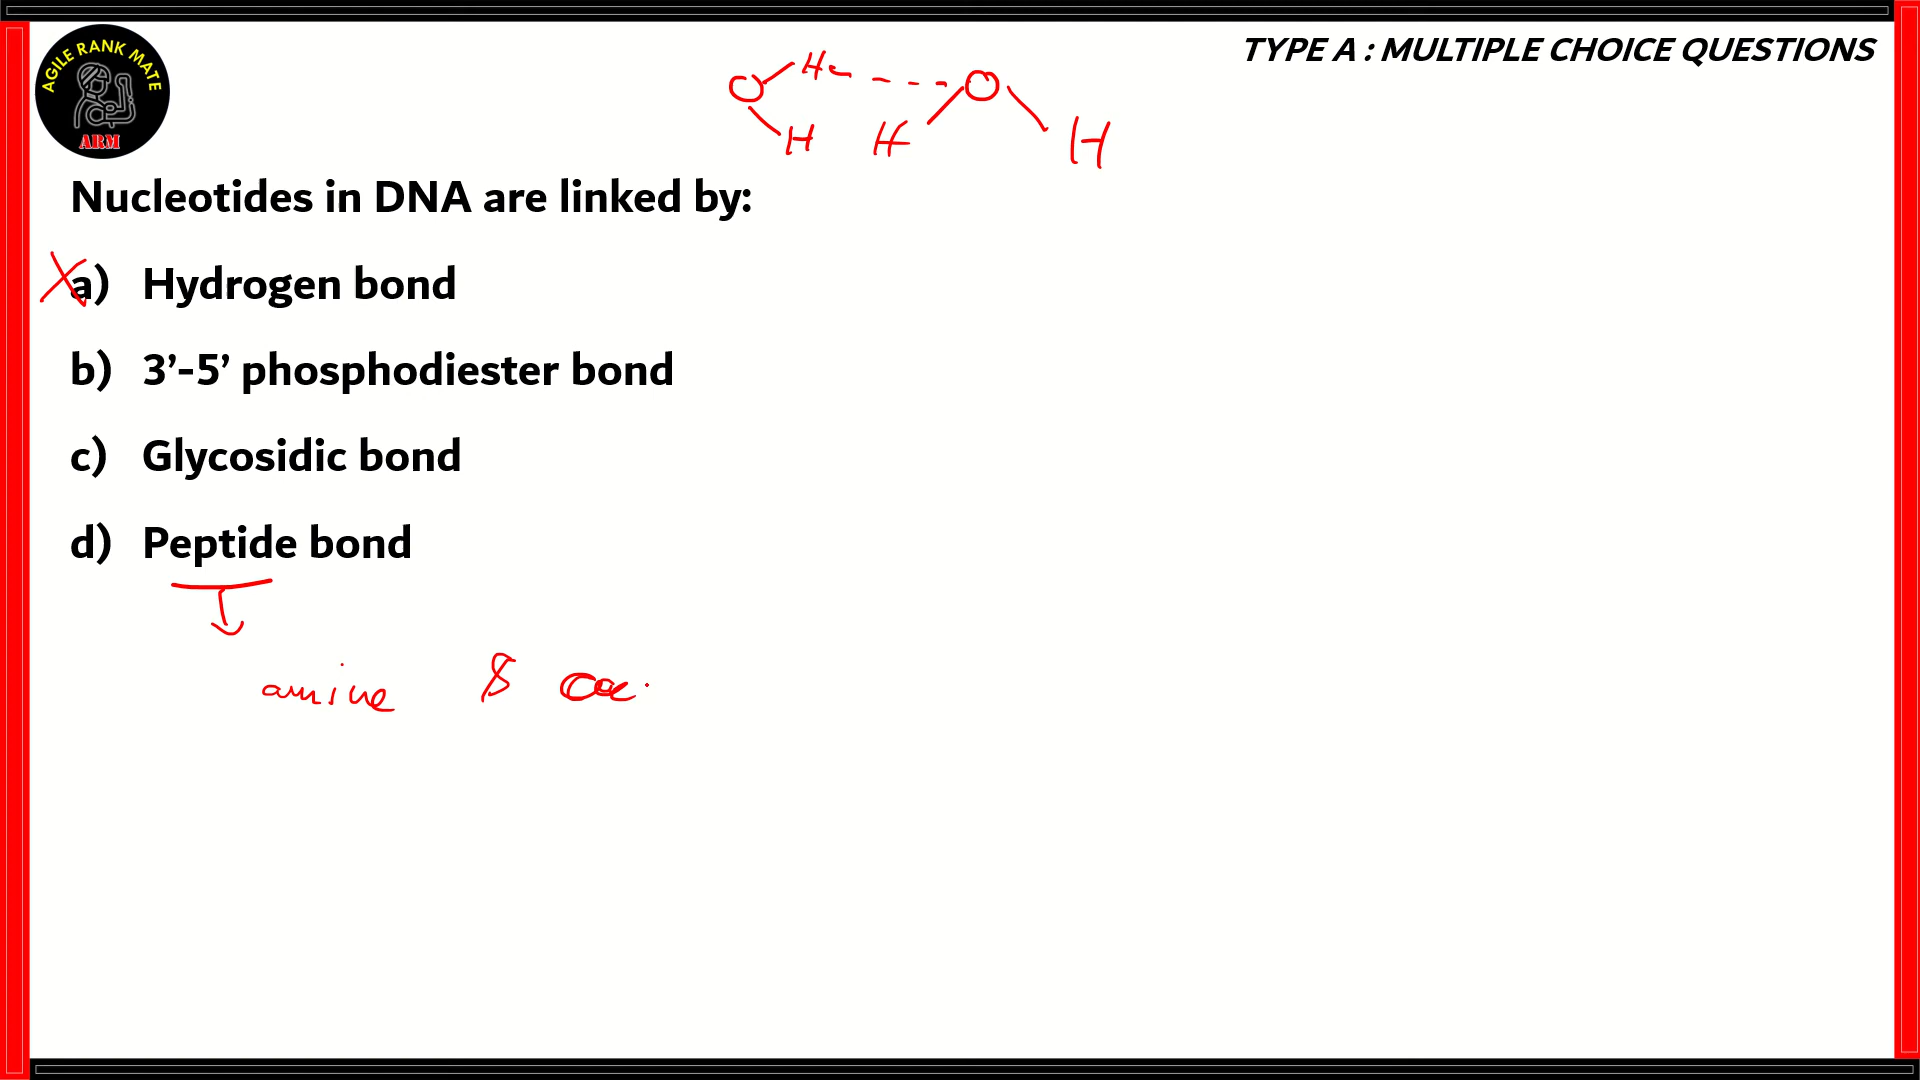 AGILE RANK MATE
ARM
TYPE A : MULTIPLE CHOICE QUESTIONS
O H O
H H H
Nucleotides in DNA are linked by:
a) Hydrogen bond
b) 3’-5’ phosphodiester bond
c) Glycosidic bond
d) Peptide bond
amine &